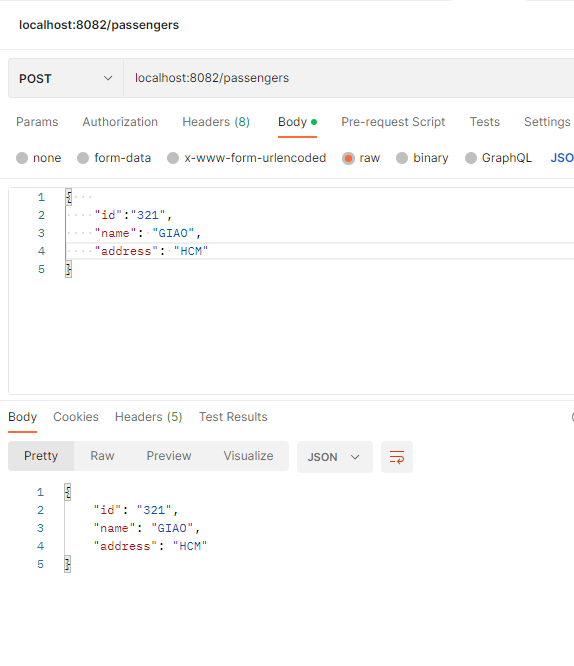 localhost:8082/passengers
POST localhost:8082/passengers
Params Authorization Headers (8) Body Pre-request Script Tests Settings
none form-data x-www-form-urlencoded raw binary GraphQL JSO
1 {
2 "id":"321",
3 "name": "GIAO",
4 "address": "HCM"
5 }
Body Cookies Headers (5) Test Results
Pretty Raw Preview Visualize JSON
1 {
2 "id": "321",
3 "name": "GIAO",
4 "address": "HCM"
5 }